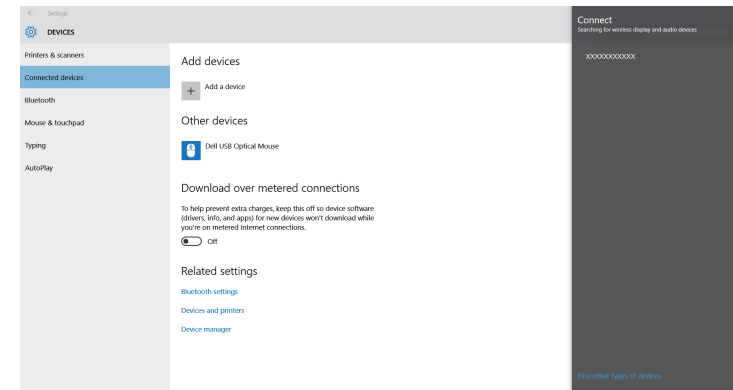 Settings
DEVICES
Printers & scanners
Connected devices
Bluetooth
Mouse & touchpad
Typing
AutoPlay
Add devices
Add a device
Other devices
Dell USB Optical Mouse
Download over metered connections
To help prevent extra charges, keep this off so device software
(drivers, info, and apps) for new devices won't download while
you're on metered Internet connections.
Off
Related settings
Bluetooth settings
Devices and printers
Device manager
Connect
Searching for wireless display and audio devices
XXXXXXXXXXX
Find other types of devices